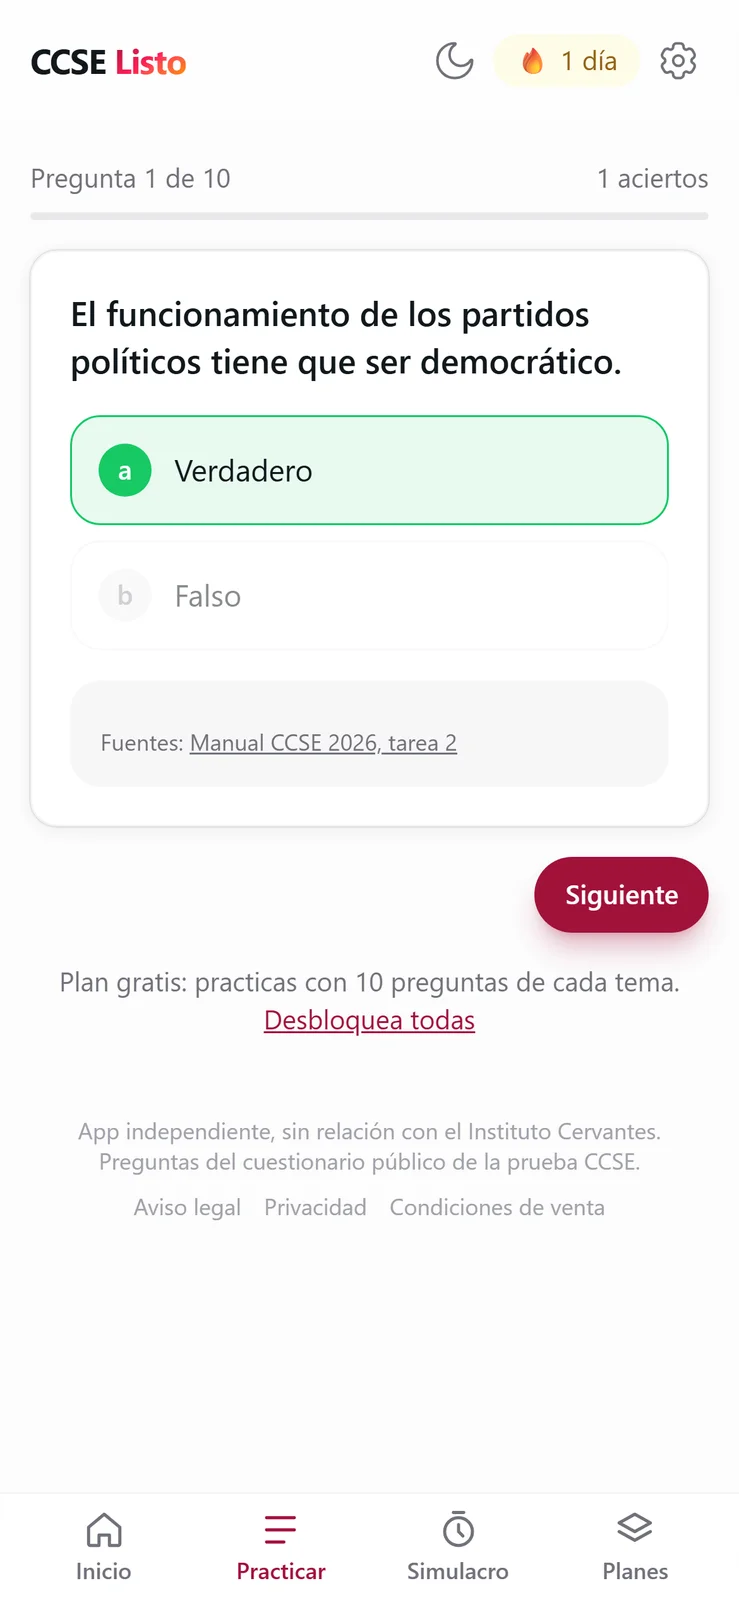 CCSE Listo
1 día
Pregunta 1 de 10
1 aciertos
El funcionamiento de los partidos
políticos tiene que ser democrático.
a Verdadero
b Falso
Fuentes: Manual CCSE 2026, tarea 2
Siguiente
Plan gratis: practicas con 10 preguntas de cada tema.
Desbloquea todas
App independiente, sin relación con el Instituto Cervantes.
Preguntas del cuestionario público de la prueba CCSE.
Aviso legal Privacidad Condiciones de venta
Inicio Practicar Simulacro Planes